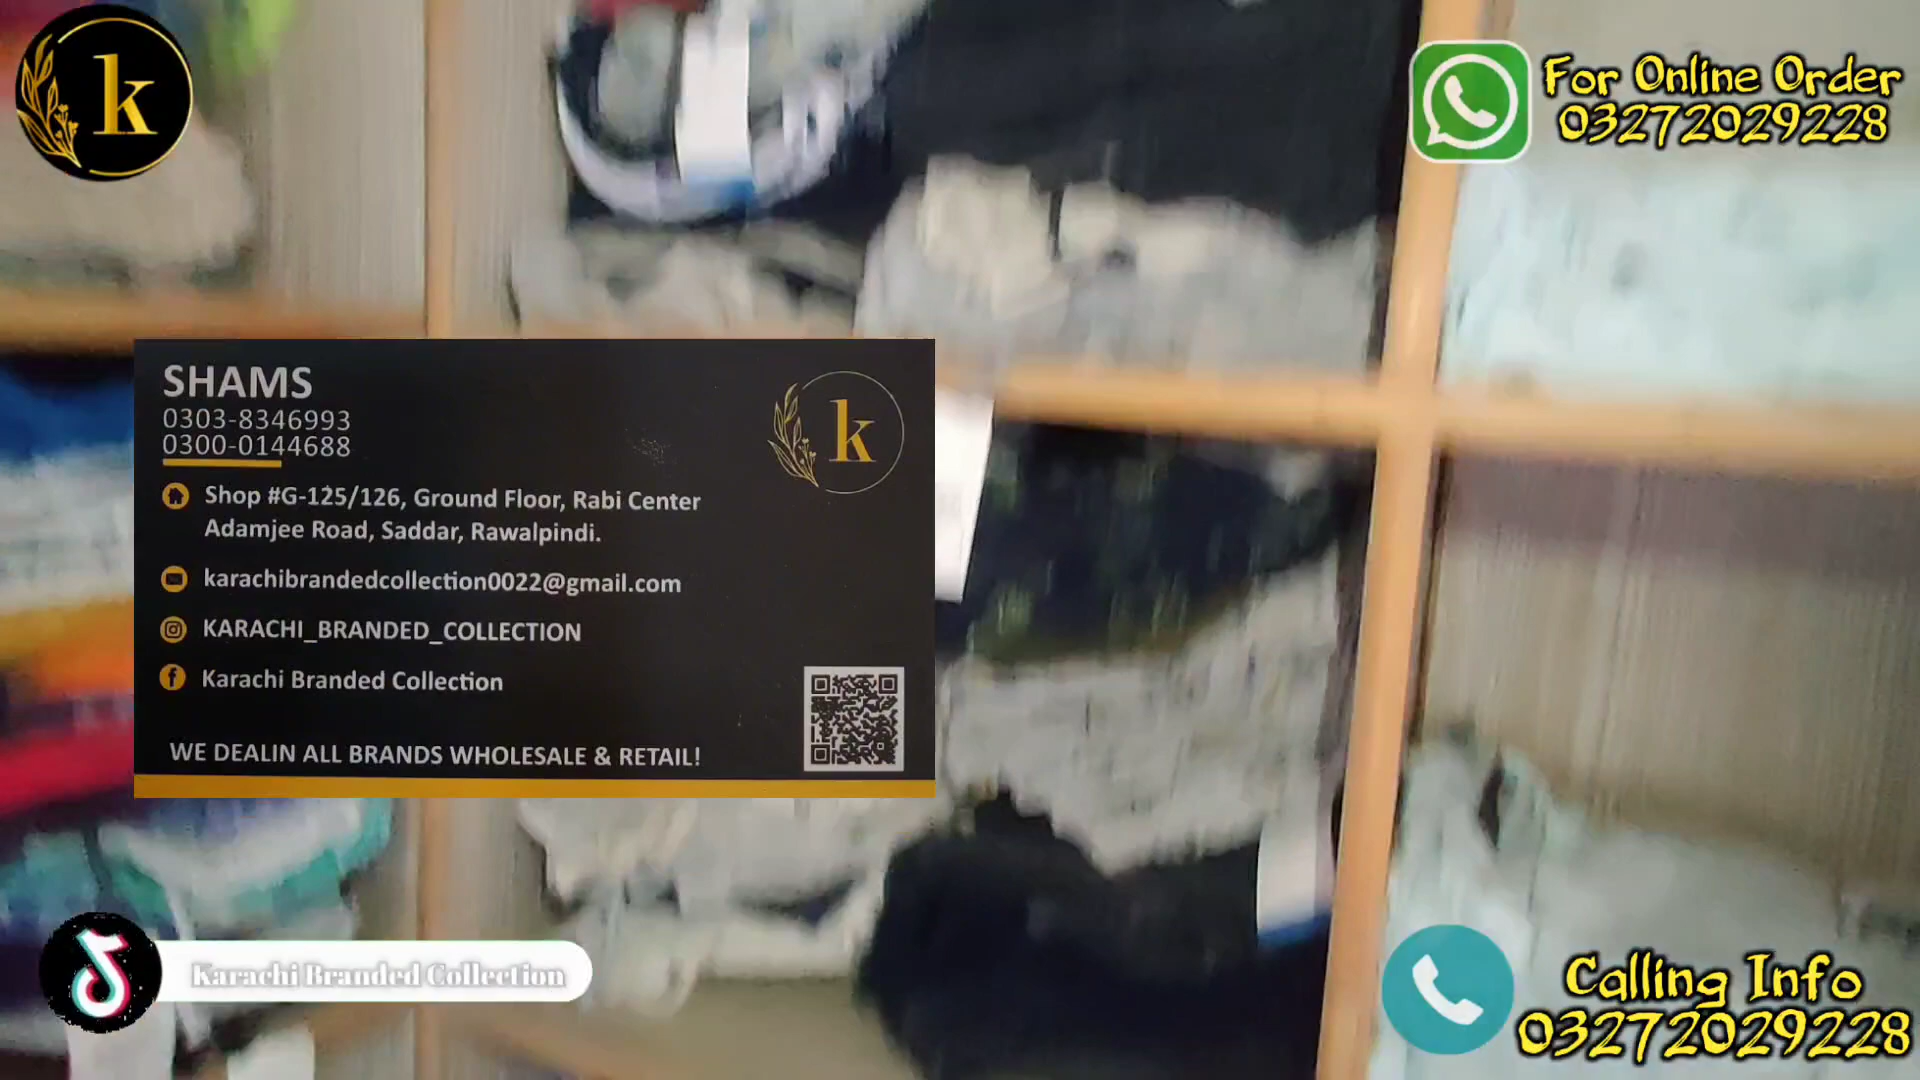 k
For Online Order
03272029228
SHAMS
0303-8346993
0300-0144688
k
Shop #G-125/126, Ground Floor, Rabi Center
Adamjee Road, Saddar, Rawalpindi.
karachibrandedcollection0022@gmail.com
KARACHI_BRANDED_COLLECTION
Karachi Branded Collection
WE DEALIN ALL BRANDS WHOLESALE & RETAIL!
Karachi Branded Collection
Calling Info
03272029228